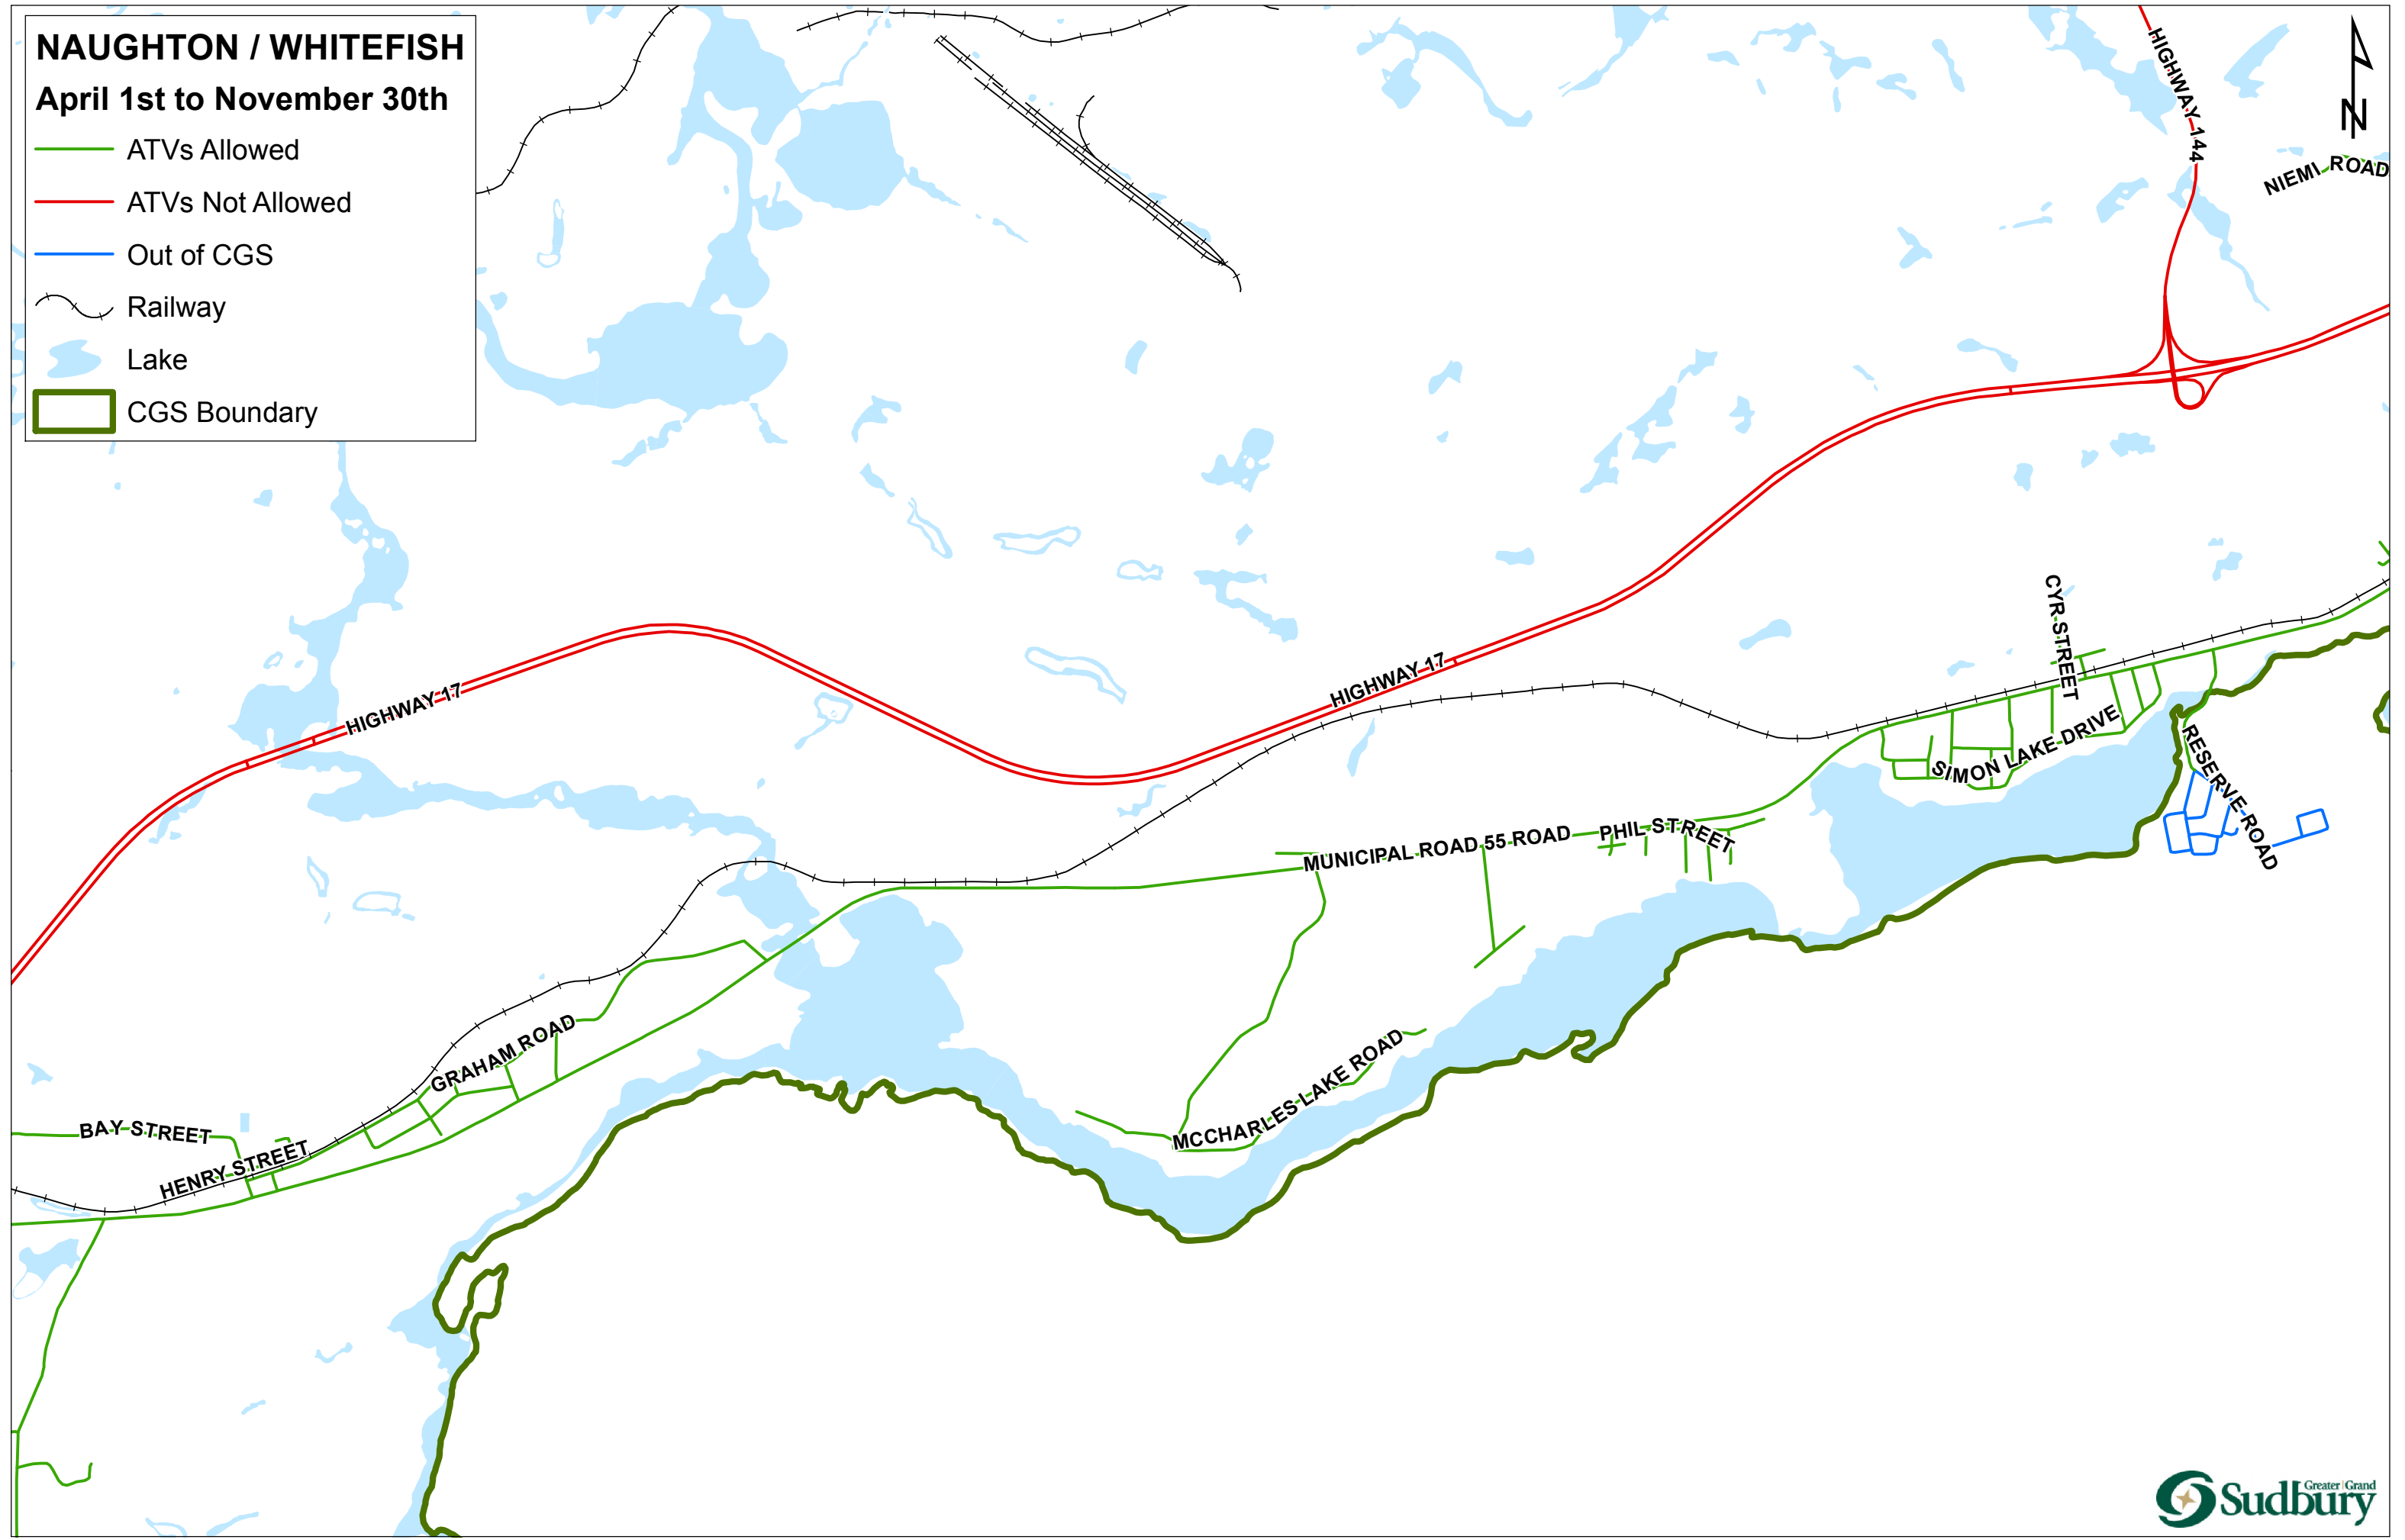 NAUGHTON / WHITEFISH
April 1st to November 30th
ATVs Allowed
ATVs Not Allowed
Out of CGS
Railway
Lake
CGS Boundary
HIGHWAY 144
N
NIEMI ROAD
CYR STREET
HIGHWAY 17
HIGHWAY 17
SIMON LAKE DRIVE
RESERVE ROAD
MUNICIPAL ROAD 55 ROAD
PHIL STREET
GRAHAM ROAD
MCCHARLES LAKE ROAD
BAY STREET
HENRY STREET
Greater | Grand
Sudbury